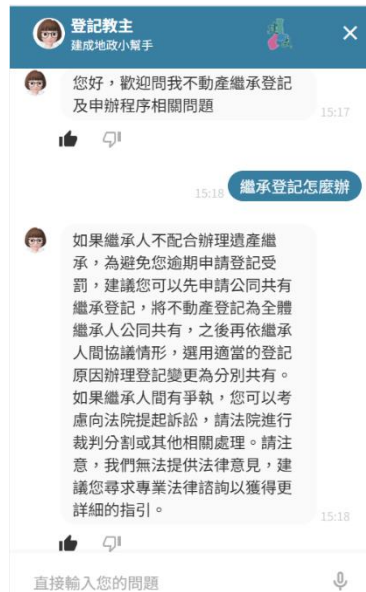 登記教主
建成地政小幫手
您好，歡迎問我不動產繼承登記
及申辦程序相關問題
15:17
15:18
繼承登記怎麼辦
如果繼承人不配合辦理遺產繼
承，為避免您逾期申請登記受
罰，建議您可以先申請公同共有
繼承登記，將不動產登記為全體
繼承人公同共有，之後再依繼承
人間協議情形，選用適當的登記
原因辦理登記變更為分別共有。
如果繼承人間有爭執，您可以考
慮向法院提起訴訟，請法院進行
裁判分割或其他相關處理。請注
意，我們無法提供法律意見，建
議您尋求專業法律諮詢以獲得更
詳細的指引。
15:18
直接輸入您的問題